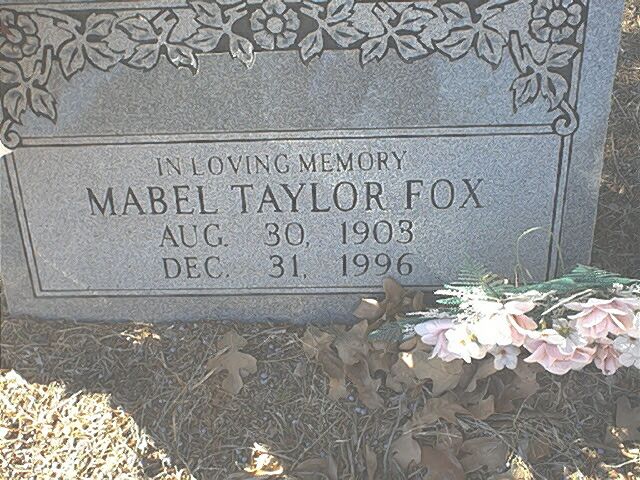 IN LOVING MEMORY
MABEL TAYLOR FOX
AUG. 30, 1903
DEC. 31, 1996